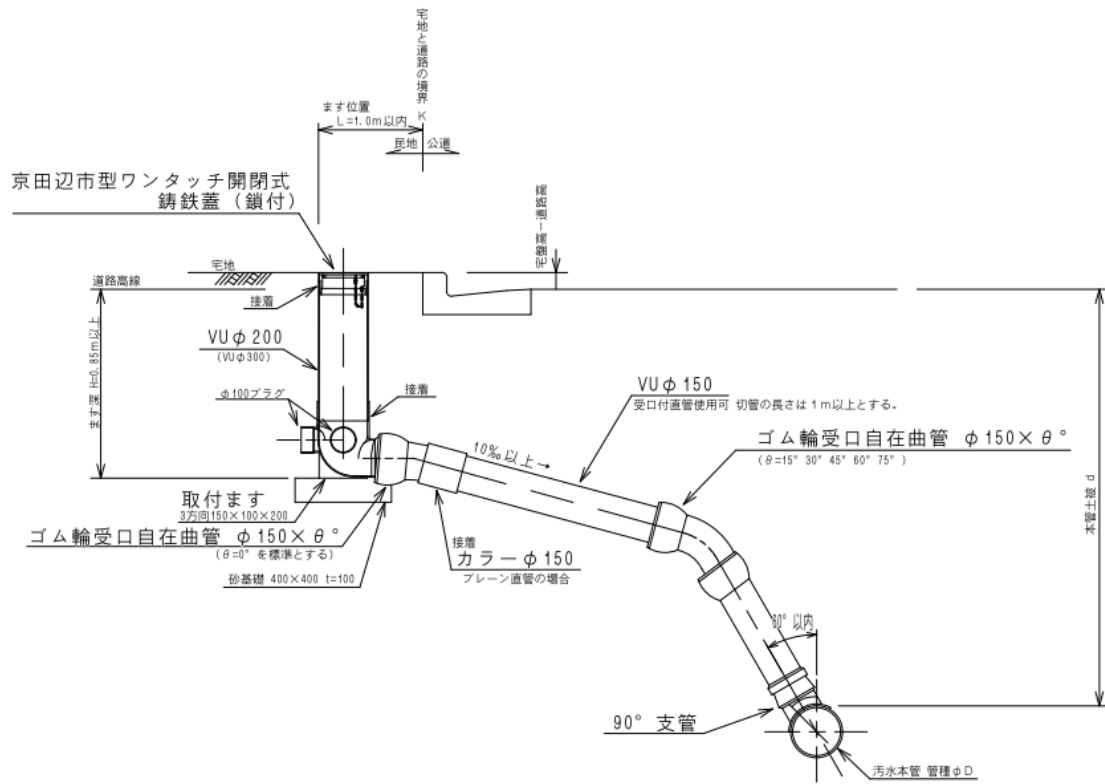 宅地と道路の境界 K
ます位置
L=1.0m以内
民地 公道
京田辺市型ワンタッチ開閉式
鋳鉄蓋（鎖付）
宅盤高－道路高
宅地
道路高線
接着
ます深 H=0.85m以上
VUφ200
(VUφ300)
φ100プラグ
接着
VUφ150
受口付直管使用可 切管の長さは1m以上とする。
10‰以上→
ゴム輪受口自在曲管 φ150×θ°
(θ=15° 30° 45° 60° 75° )
本管土被 d
取付ます
3方向150×100×200
ゴム輪受口自在曲管 φ150×θ°
(θ=0° を標準とする)
砂基礎 400×400 t=100
接着
カラーφ150
プレーン直管の場合
60° 以内
90° 支管
汚水本管 管種φD